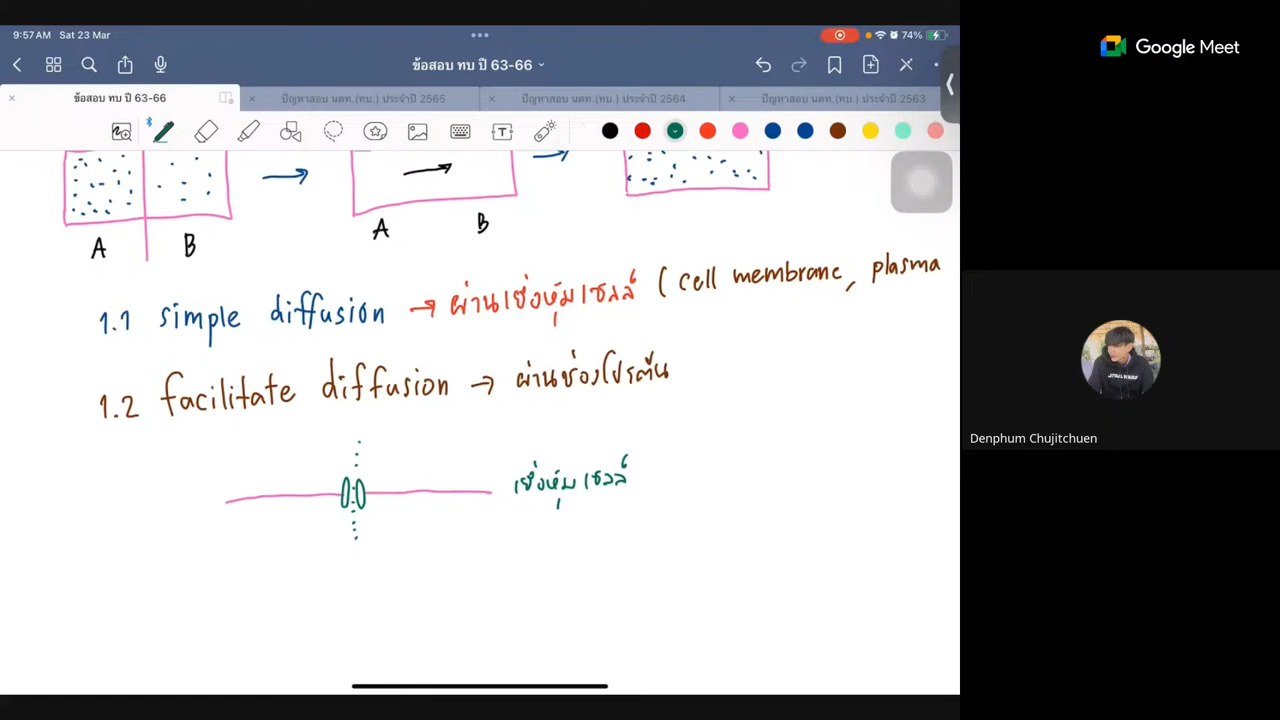 9:57 AM Sat 23 Mar
74%
Google Meet
ข้อสอบ ทบ ปี 63-66
ข้อสอบ ทบ ปี 63-66
ปัญหาสอบ นตท.(ทบ.) ประจำปี 2565
ปัญหาสอบ นตท.(ทบ.) ประจำปี 2564
ปัญหาสอบ นตท.(ทบ.) ประจำปี 2563
A B
A B
1.1 simple diffusion → ผ่านเยื่อหุ้มเซลล์ ( cell membrane, plasma
1.2 facilitate diffusion → ผ่านช่องโปรตีน
เยื่อหุ้มเซลล์
Denphum Chujitchuen